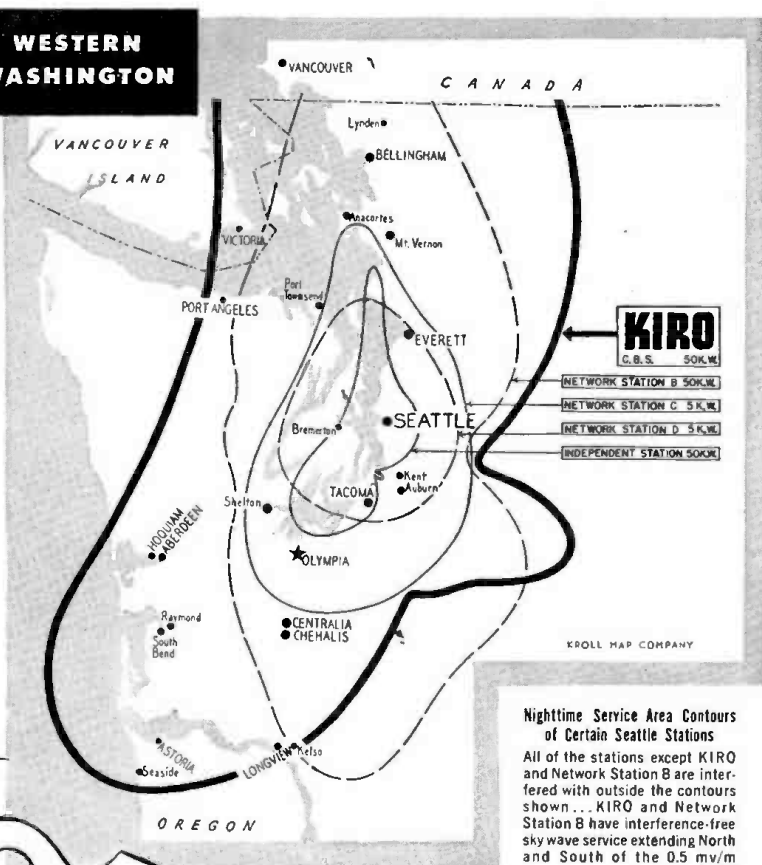 WESTERN
WASHINGTON
VANCOUVER
CANADA
Lynden
BELLINGHAM
VANCOUVER
ISLAND
Anacortes
Mt. Vernon
VICTORIA
Port
Townsend
PORT ANGELES
EVERETT
KIRO
C.B.S. 50K.W.
NETWORK STATION B 50K.W.
NETWORK STATION C 5 K.W.
NETWORK STATION D 5 K.W.
INDEPENDENT STATION 50K.W.
SEATTLE
Bremerton
Kent
Auburn
TACOMA
Shelton
HOQUIAM
ABERDEEN
OLYMPIA
Raymond
South
Bend
CENTRALIA
CHEHALIS
KROLL MAP COMPANY
ASTORIA
Seaside
LONGVIEW
Kelso
OREGON
Nighttime Service Area Contours
of Certain Seattle Stations
All of the stations except KIRO
and Network Station B are inter-
fered with outside the contours
shown... KIRO and Network
Station B have interference-free
sky wave service extending North
and South of the 0.5 mv/m